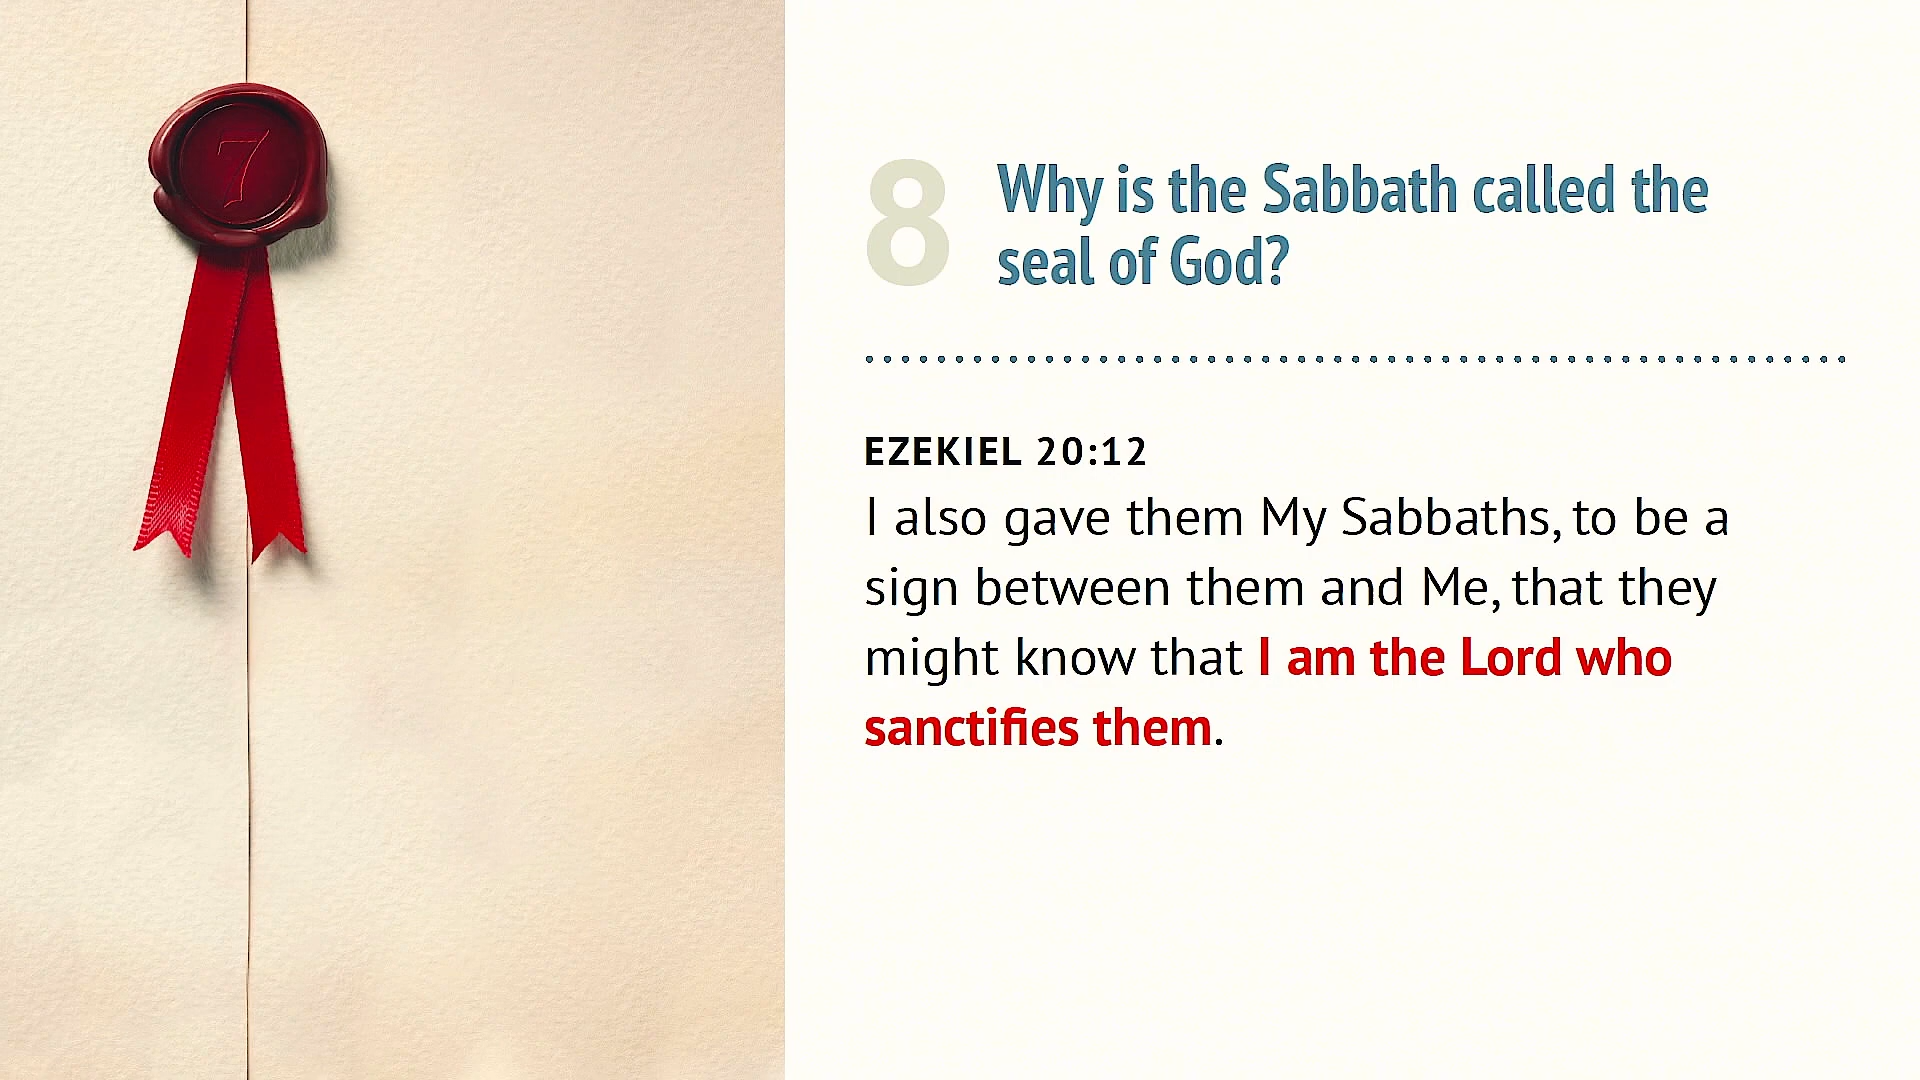 7
8
Why is the Sabbath called the
seal of God?
EZEKIEL 20:12
I also gave them My Sabbaths, to be a
sign between them and Me, that they
might know that I am the Lord who
sanctifies them.